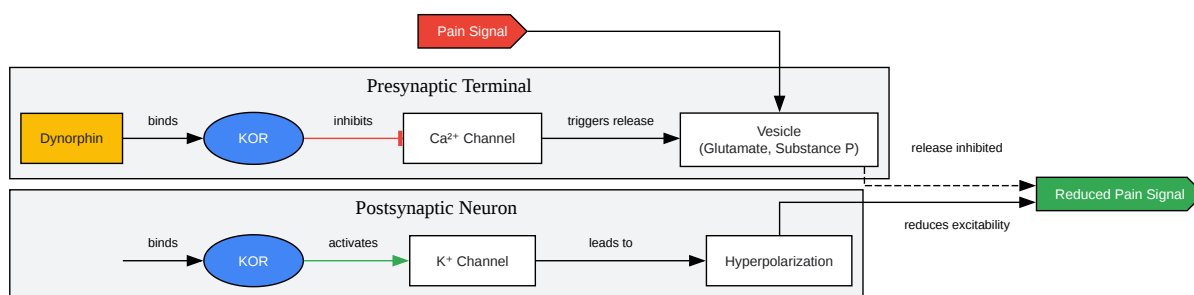 Pain Signal
Presynaptic Terminal
Dynorphin
binds
KOR
inhibits
Ca²⁺ Channel
triggers release
Vesicle
(Glutamate, Substance P)
release inhibited
Reduced Pain Signal
reduces excitability
Postsynaptic Neuron
binds
KOR
activates
K⁺ Channel
leads to
Hyperpolarization